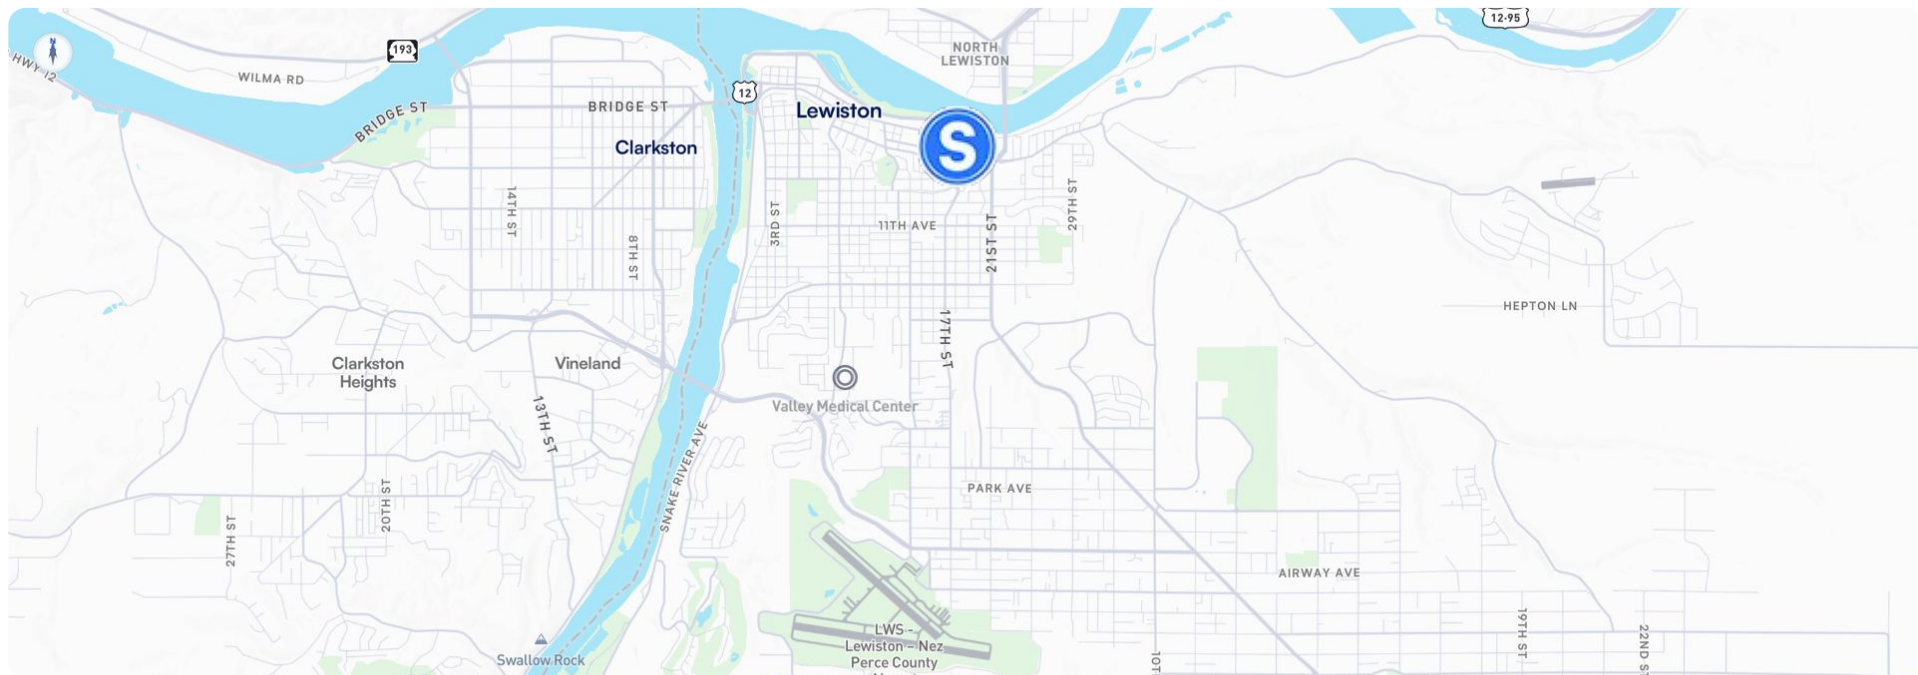 N
HWY 12
193
WILMA RD
BRIDGE ST
BRIDGE ST
12
Lewiston
Clarkston
NORTH
LEWISTON
12-95
S
14TH ST
8TH ST
3RD ST
11TH AVE
21ST ST
29TH ST
HEPTON LN
17TH ST
Clarkston
Heights
Vineland
Valley Medical Center
13TH ST
SNAKE RIVER AVE
PARK AVE
20TH ST
27TH ST
AIRWAY AVE
LWS -
Lewiston - Nez
Perce County
19TH ST
22ND S
10T
Swallow Rock